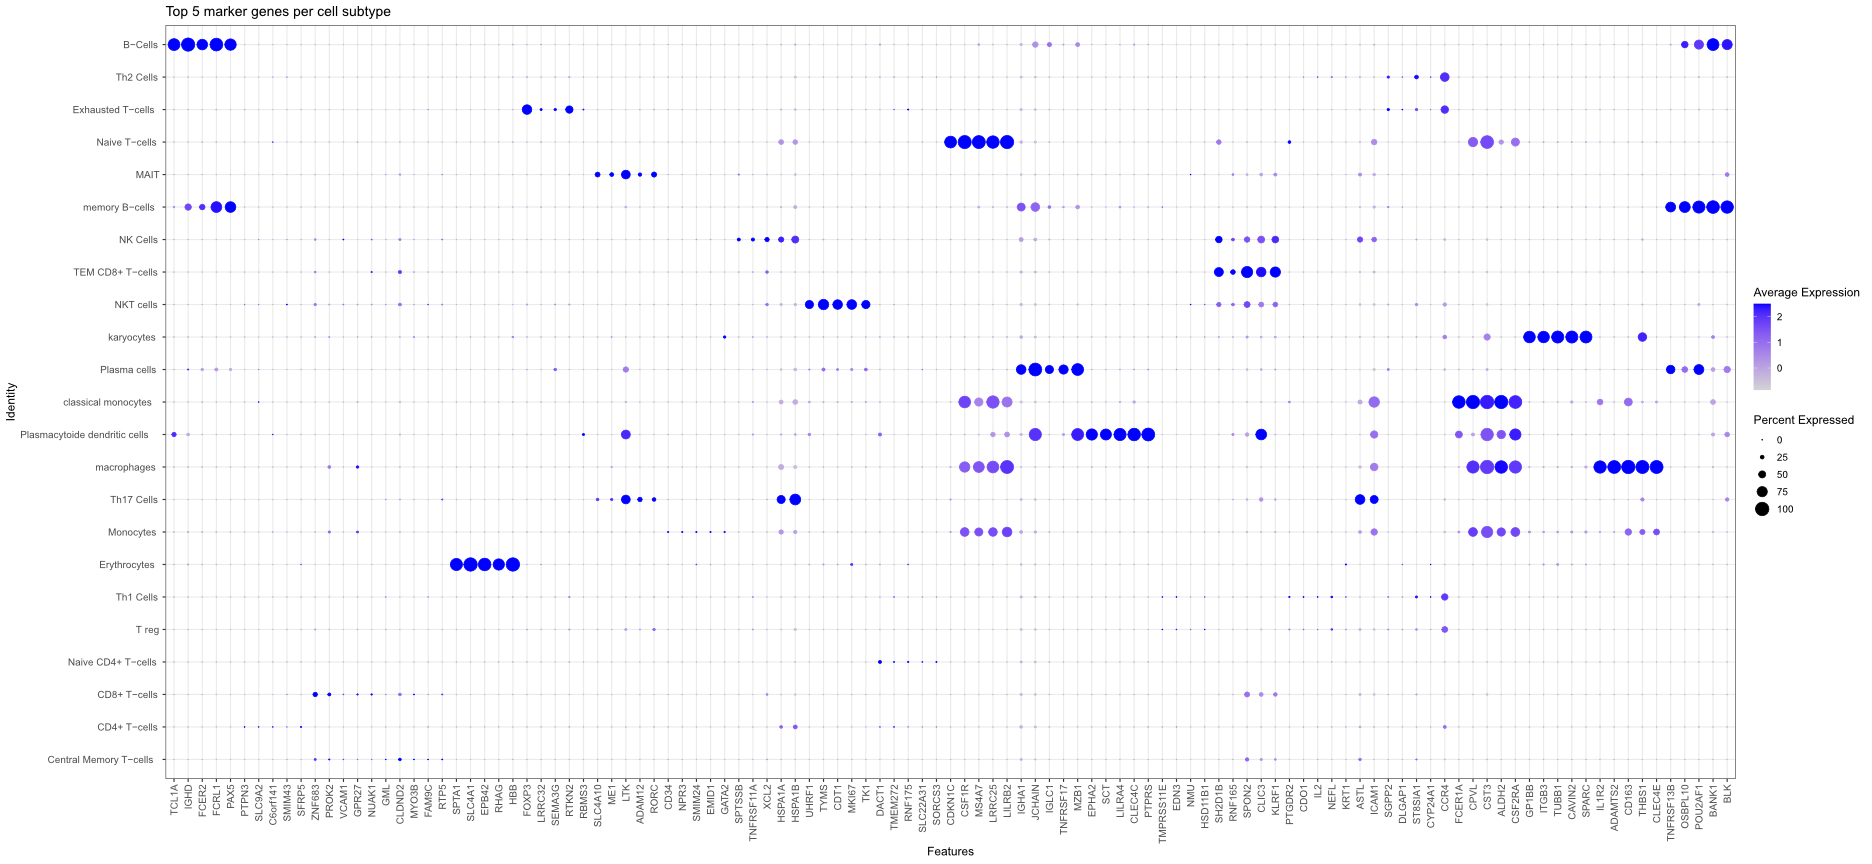 Top 5 marker genes per cell subtype
Identity
B−Cells
Th2 Cells
Exhausted T−cells
Naive T−cells
MAIT
memory B−cells
NK Cells
TEM CD8+ T−cells
NKT cells
karyocytes
Plasma cells
classical monocytes
Plasmacytoide dendritic cells
macrophages
Th17 Cells
Monocytes
Erythrocytes
Th1 Cells
T reg
Naive CD4+ T−cells
CD8+ T−cells
CD4+ T−cells
Central Memory T−cells
TCL1A
IGHD
FCER2
FCRL1
PAX5
PTPN3
SLC9A2
C6orf141
SMIM43
SFRP5
ZNF683
PROK2
VCAM1
GPR27
NUAK1
GML
CLDND2
MYO3B
FAM9C
RTP5
SPTA1
SLC4A1
EPB42
RHAG
HBB
FOXP3
LRRC32
SEMA3G
RTKN2
RBMS3
SLC4A10
ME1
LTK
ADAM12
RORC
CD34
NPR3
SMIM24
EMID1
GATA2
SPTSSB
TNFRSF11A
XCL2
HSPA1A
HSPA1B
UHRF1
TYMS
CDT1
MKI67
TK1
DACT1
TMEM272
RNF175
SLC22A31
SORCS3
CDKN1C
CSF1R
MS4A7
LRRC25
LILRB2
IGHA1
JCHAIN
IGLC1
TNFRSF17
MZB1
EPHA2
SCT
LILRA4
CLEC4C
PTPRS
TMPRSS11E
EDN3
NMU
HSD11B1
SH2D1B
RNF165
SPON2
CLIC3
KLRF1
PTGDR2
CDO1
IL2
NEFL
KRT1
ASTL
ICAM1
SGPP2
DLGAP1
ST8SIA1
CYP24A1
CCR4
FCER1A
CPVL
CST3
ALDH2
CSF2RA
GP1BB
ITGB3
TUBB1
CAVIN2
SPARC
IL1R2
ADAMTS2
CD163
THBS1
CLEC4E
TNFRSF13B
OSBPL10
POU2AF1
BANK1
BLK
Features
Average Expression
2
1
0
Percent Expressed
0
25
50
75
100